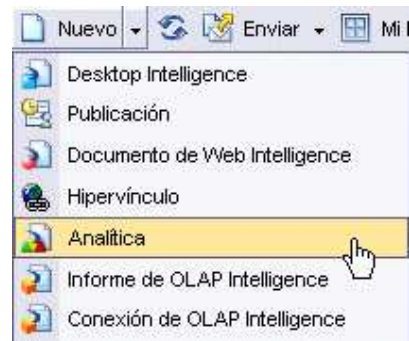 Nuevo Enviar Mi
Desktop Intelligence
Publicación
Documento de Web Intelligence
Hipervínculo
Analítica
Informe de OLAP Intelligence
Conexión de OLAP Intelligence